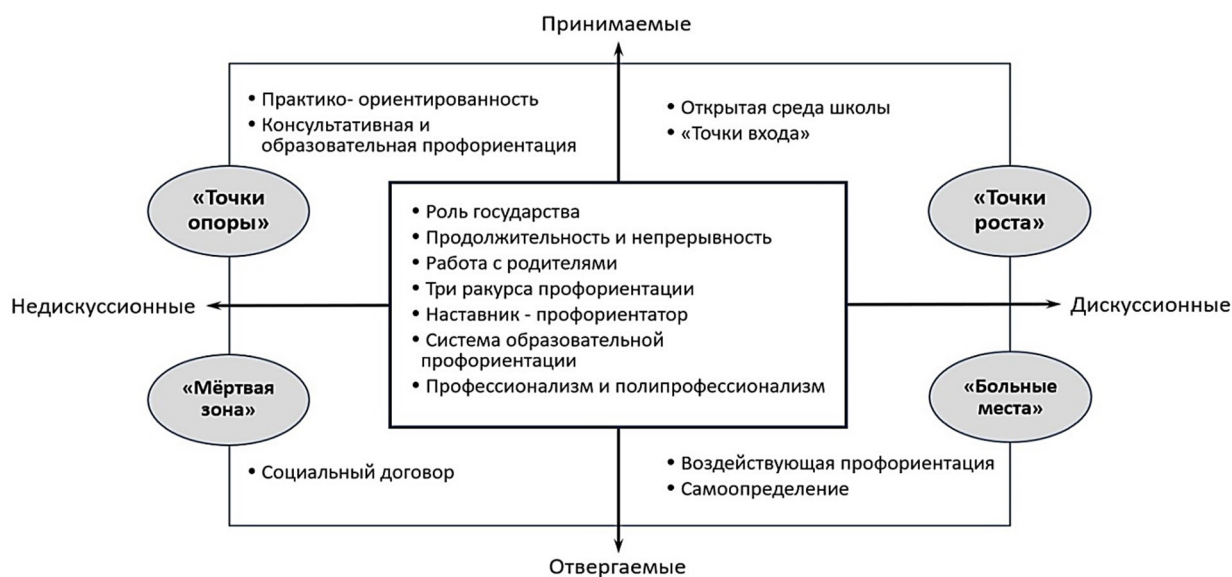 Принимаемые
• Практико- ориентированность
• Консультативная и
образовательная профориентация
• Открытая среда школы
• «Точки входа»
«Точки
опоры»
«Точки
роста»
• Роль государства
• Продолжительность и непрерывность
• Работа с родителями
• Три ракурса профориентации
• Наставник - профориентатор
• Система образовательной
профориентации
• Профессионализм и полипрофессионализм
Недискуссионные
Дискуссионные
«Мёртвая
зона»
«Больные
места»
• Социальный договор
• Воздействующая профориентация
• Самоопределение
Отвергаемые